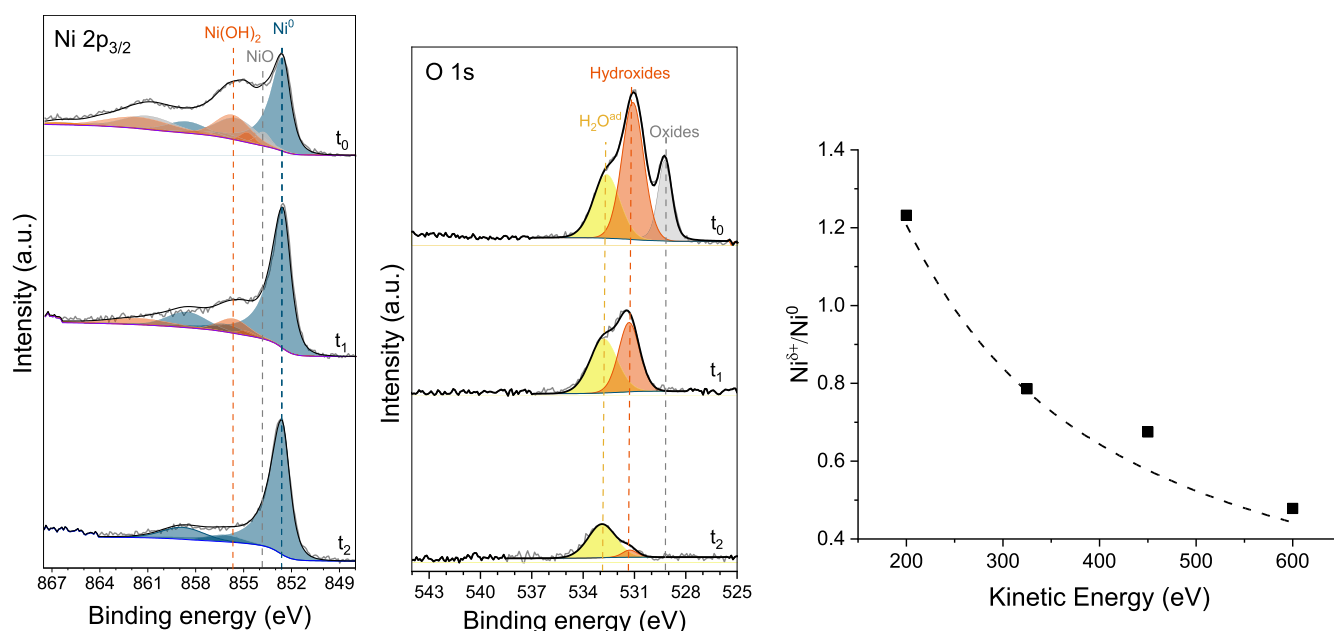 Ni 2p3/2
Ni(OH)2
Ni0
NiO
t0
t1
t2
Intensity (a.u.)
867 864 861 858 855 852 849
Binding energy (eV)
O 1s
Hydroxides
H2Oad
Oxides
t0
t1
t2
Intensity (a.u.)
543 540 537 534 531 528 525
Binding energy (eV)
1.4
1.2
1.0
0.8
0.6
0.4
Niδ+/Ni0
200 300 400 500 600
Kinetic Energy (eV)